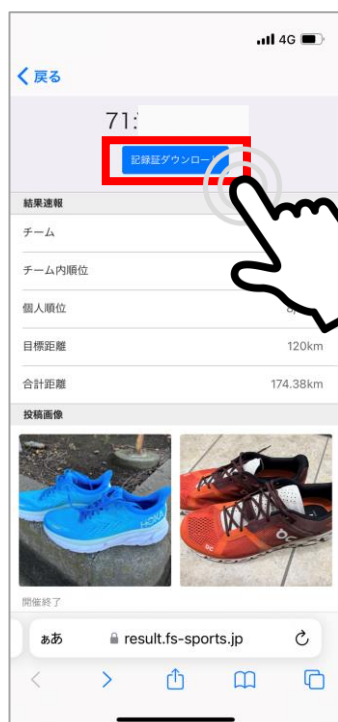 4G
戻る
71:
記録証ダウンロード
結果速報
チーム
チーム内順位
個人順位
目標距離 120km
合計距離 174.38km
投稿画像
HOKA
開催終了
ぁあ result.fs-sports.jp